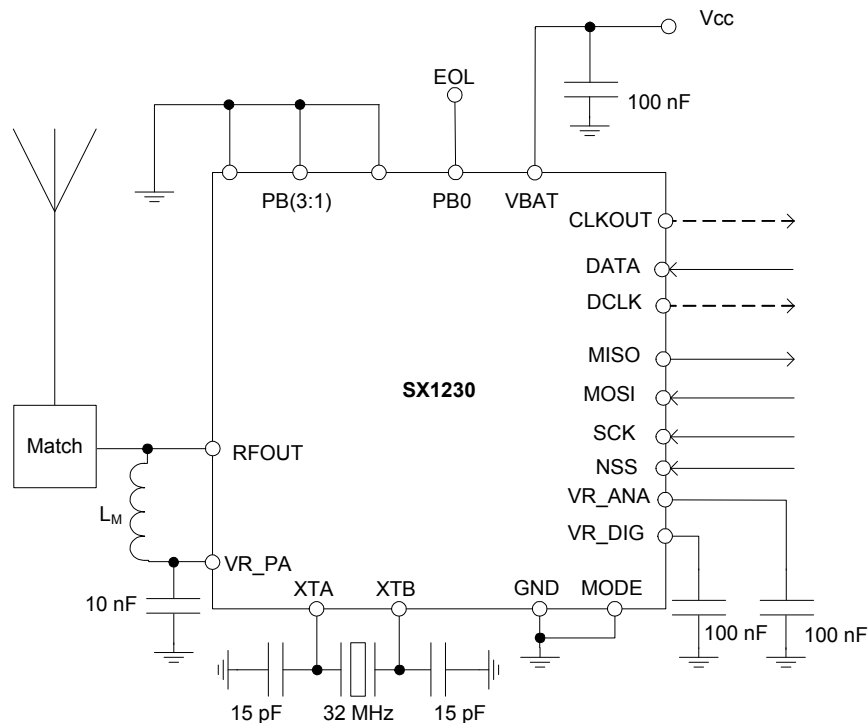 Vcc
EOL
100 nF
PB(3:1)
PB0
VBAT
CLKOUT
DATA
DCLK
MISO
SX1230
MOSI
SCK
NSS
Match
RFOUT
VR_ANA
L_M
VR_DIG
VR_PA
10 nF
XTA
XTB
GND
MODE
100 nF
100 nF
15 pF
32 MHz
15 pF